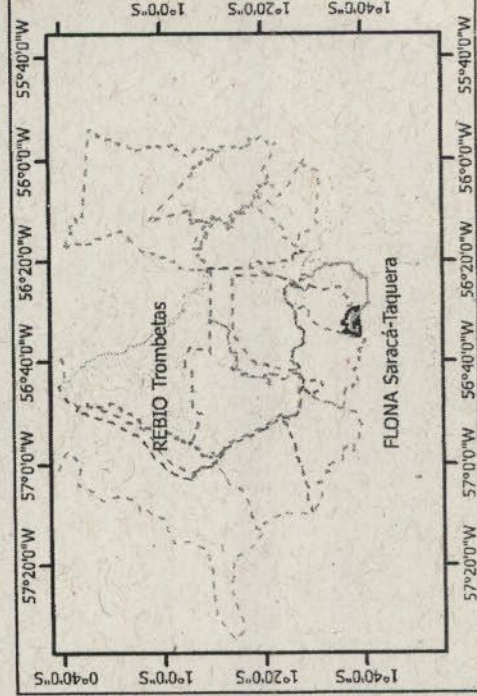 57°20'0"W 57°0'0"W 56°40'0"W 56°20'0"W 56°0'0"W 55°40'0"W
0°40'0"S
1°0'0"S 1°0'0"S
1°20'0"S 1°20'0"S
1°40'0"S 1°40'0"S
REBIO Trombetas
FLONA Saracá-Taquera
57°20'0"W 57°0'0"W 56°40'0"W 56°20'0"W 56°0'0"W 55°40'0"W